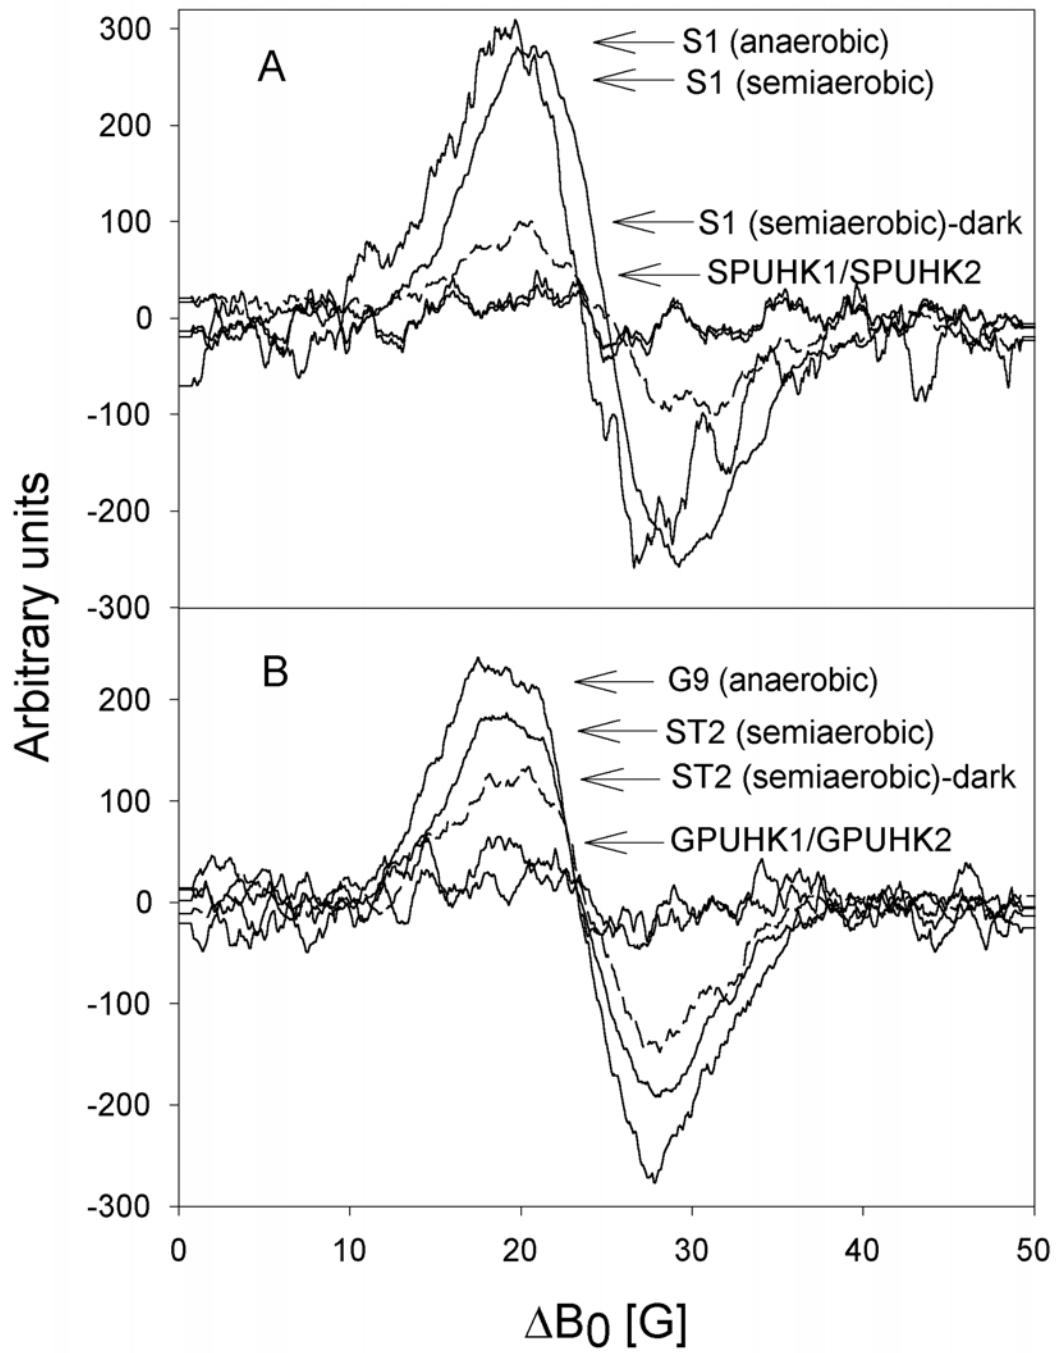 300
A
S1 (anaerobic)
S1 (semiaerobic)
200
100
S1 (semiaerobic)-dark
SPUHK1/SPUHK2
0
-100
-200
-300
Arbitrary units
B
G9 (anaerobic)
200
ST2 (semiaerobic)
ST2 (semiaerobic)-dark
100
GPUHK1/GPUHK2
0
-100
-200
-300
0 10 20 30 40 50
ΔB0 [G]